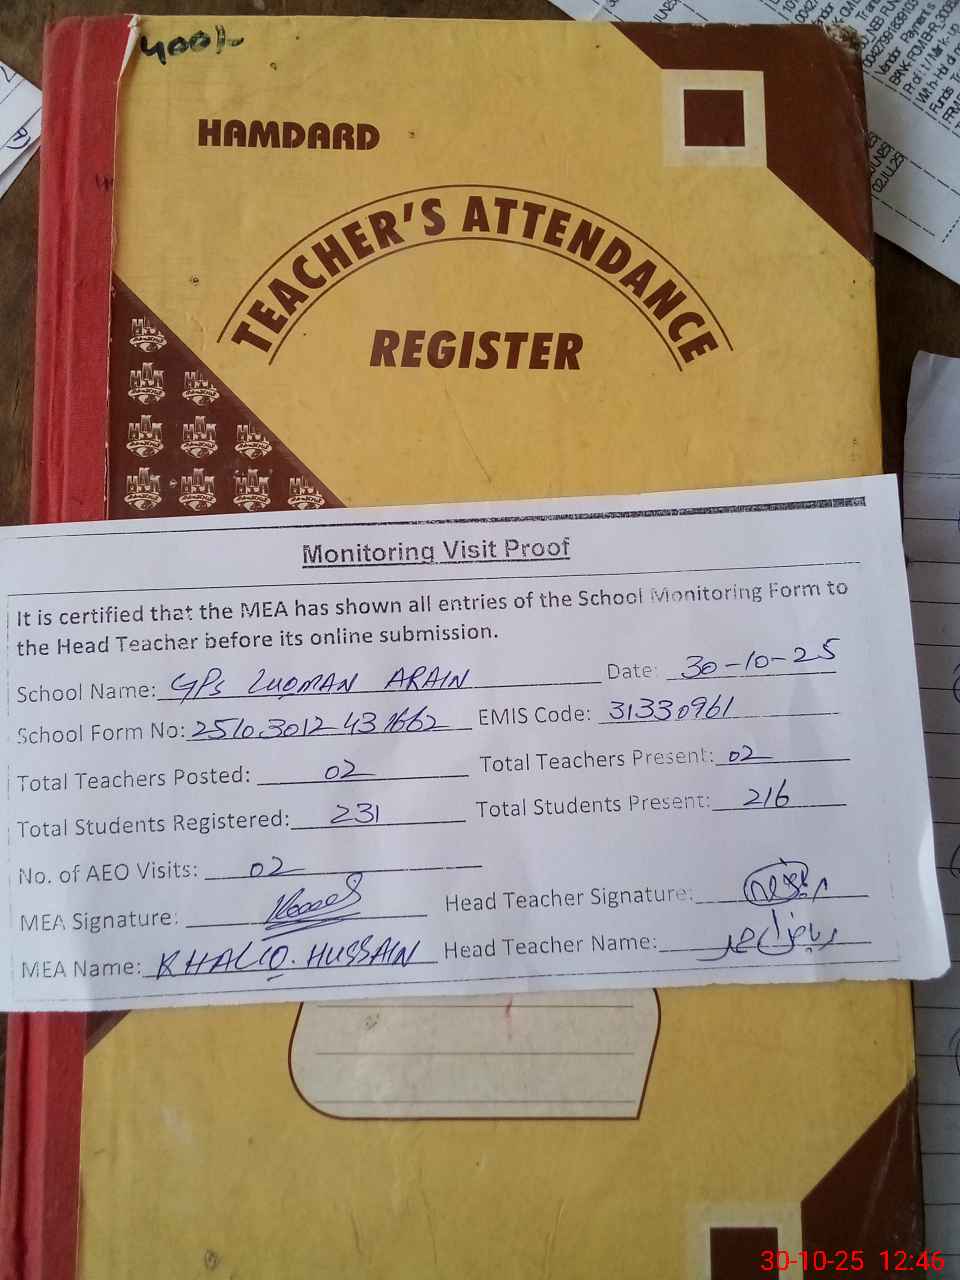 400/-
HAMDARD
TEACHER'S ATTENDANCE
REGISTER
Monitoring Visit Proof
It is certified that the MEA has shown all entries of the School Monitoring Form to
the Head Teacher before its online submission.
School Name: GPS LUQMAN ARAIN Date: 30-10-25
School Form No: EMIS Code: 31330961
Total Teachers Posted: 02 Total Teachers Present: 02
Total Students Registered: 231 Total Students Present: 216
No. of AEO Visits: 02
MEA Signature: Head Teacher Signature:
MEA Name: KHALIQ. HUSSAIN Head Teacher Name:
02JUL25
30-10-25 12:46